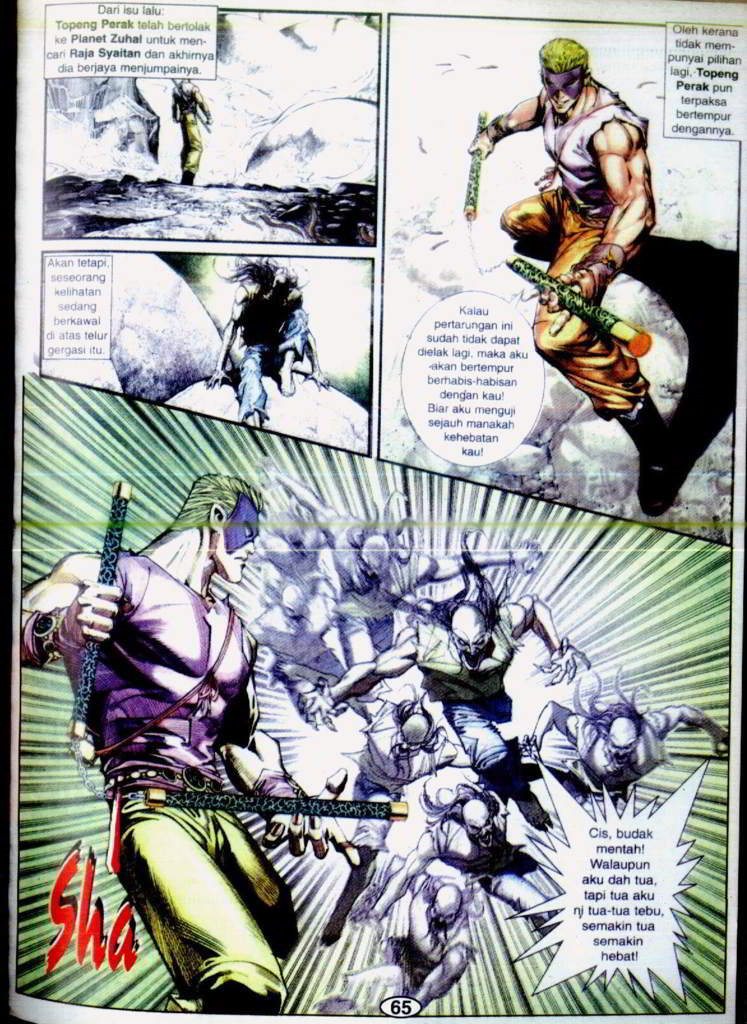 Dari isu lalu:
Topeng Perak telah bertolak
ke Planet Zuhal untuk men-
cari Raja Syaitan dan akhirnya
dia berjaya menjumpainya.
Akan tetapi,
seseorang
kelihatan
sedang
berkawal
di atas telur
gergasi itu.
Oleh kerana
tidak mem-
punyai pilihan
lagi, Topeng
Perak pun
terpaksa
bertempur
dengannya.
Kalau
pertarungan ini
sudah tidak dapat
dielak lagi, maka aku
akan bertempur
berhabis-habisan
dengan kau!
Biar aku menguji
sejauh manakah
kehebatan
kau!
Cis, budak
mentah!
Walaupun
aku dah tua,
tapi tua aku
nj tua-tua tebu,
semakin tua
semakin
hebat!
Sha
65